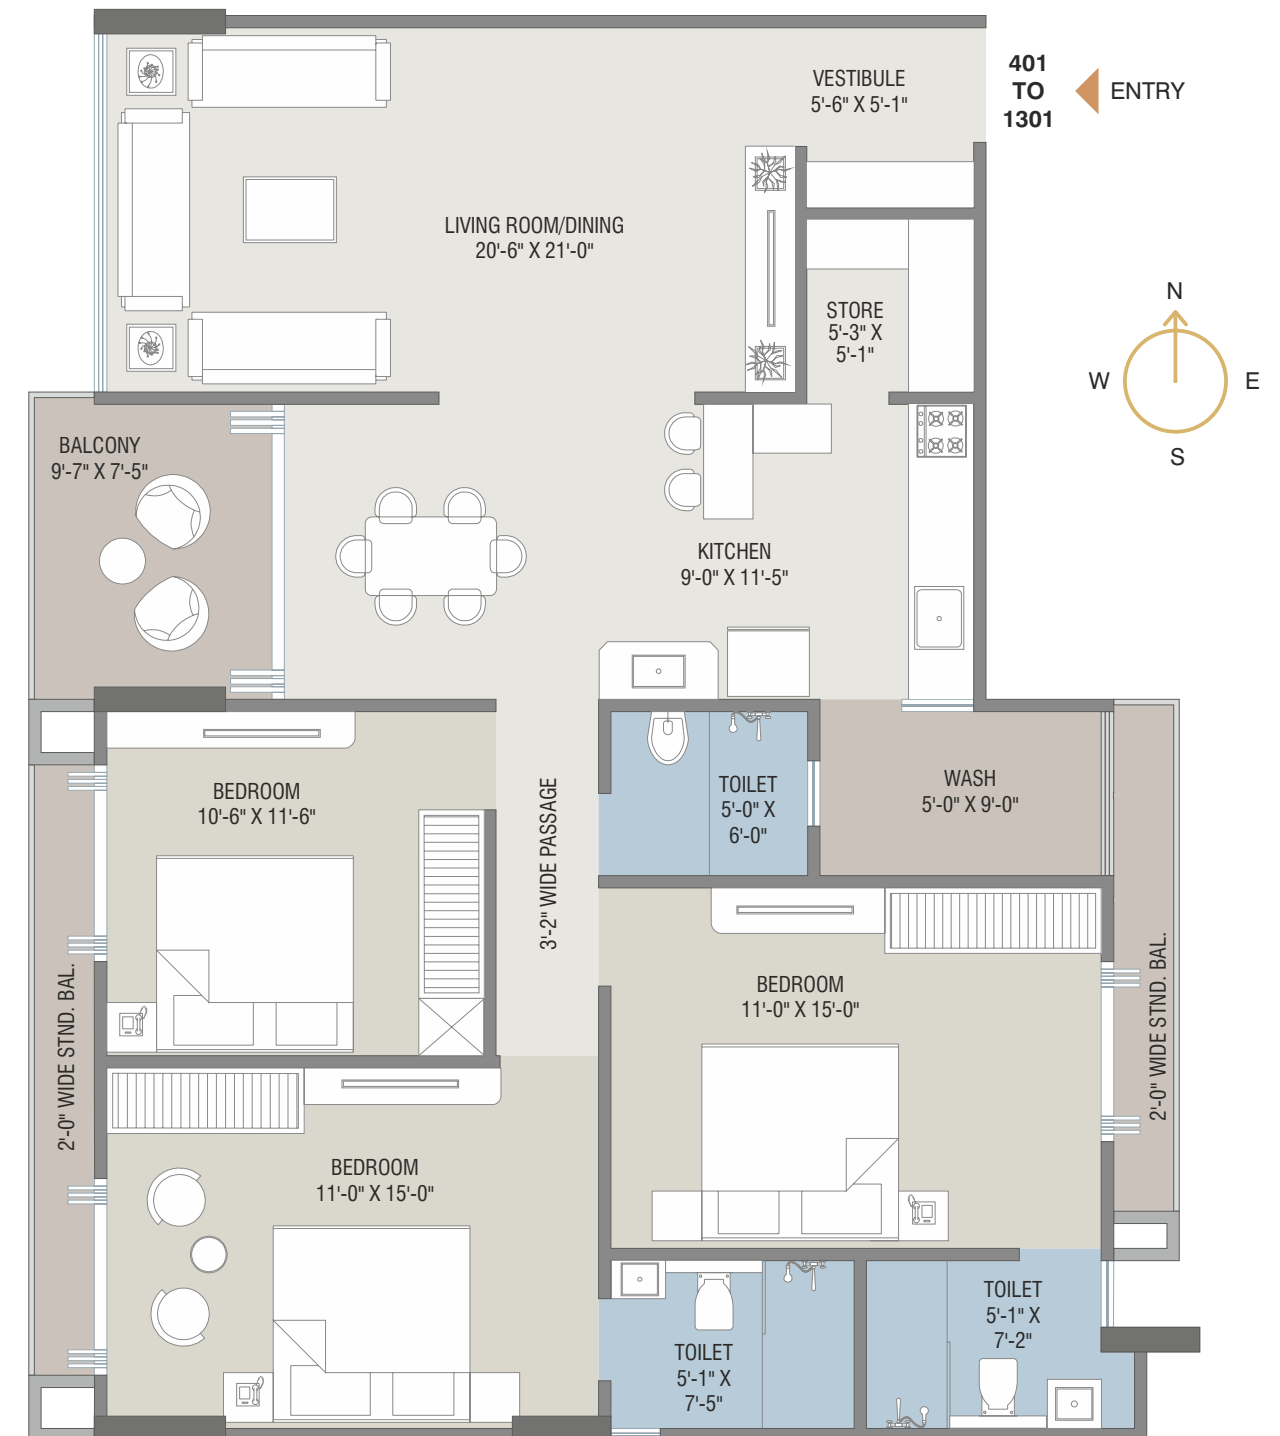 VESTIBULE
5'-6" X 5'-1"
401
TO
1301
ENTRY
LIVING ROOM/DINING
20'-6" X 21'-0"
STORE
5'-3" X
5'-1"
N
W
E
S
BALCONY
9'-7" X 7'-5"
KITCHEN
9'-0" X 11'-5"
BEDROOM
10'-6" X 11'-6"
3'-2" WIDE PASSAGE
TOILET
5'-0" X
6'-0"
WASH
5'-0" X 9'-0"
2'-0" WIDE STND. BAL.
BEDROOM
11'-0" X 15'-0"
2'-0" WIDE STND. BAL.
BEDROOM
11'-0" X 15'-0"
TOILET
5'-1" X
7'-5"
TOILET
5'-1" X
7'-2"